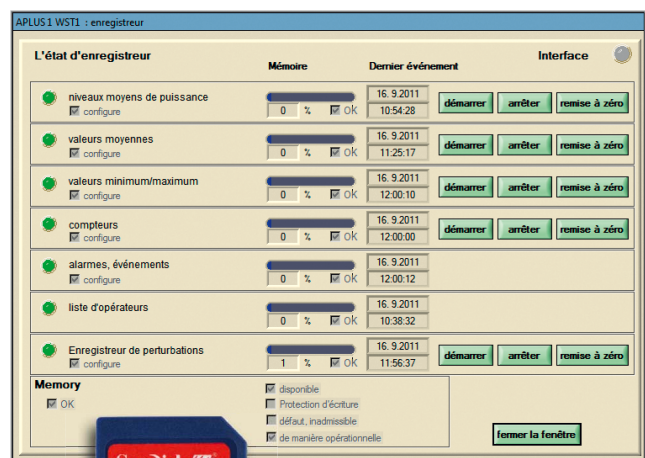 APLUS 1 WST1 : enregistreur
L'état d'enregistreur
Mémoire
Dernier événement
Interface
niveaux moyens de puissance
configure
0 % OK
16. 9.2011
10:54:28
démarrer arrêter remise à zéro
valeurs moyennes
configure
0 % OK
16. 9.2011
11:25:17
démarrer arrêter remise à zéro
valeurs minimum/maximum
configure
0 % OK
16. 9.2011
12:00:10
démarrer arrêter remise à zéro
compteurs
configure
0 % OK
16. 9.2011
12:00:00
démarrer arrêter remise à zéro
alarmes, événements
configure
0 % OK
16. 9.2011
12:00:12
liste d'opérateurs
0 % OK
16. 9.2011
10:38:32
Enregistreur de perturbations
configure
1 % OK
16. 9.2011
11:56:37
démarrer arrêter remise à zéro
Memory
OK
disponible
Protection d'écriture
défaut, inadmissible
de manière opérationnelle
fermer la fenêtre